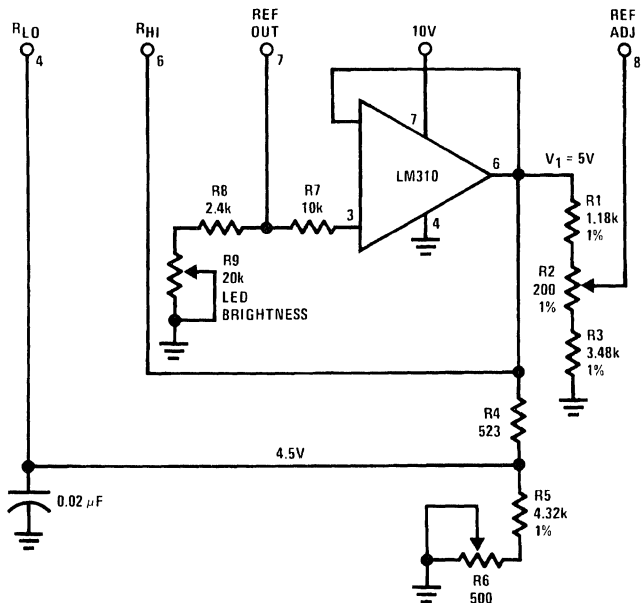 RLO
4
RHI
6
REF
OUT
7
10V
REF
ADJ
8
7
6
V1 = 5V
LM310
R8
2.4k
R7
10k
3
4
R1
1.18k
1%
R9
20k
LED
BRIGHTNESS
R2
200
1%
R3
3.48k
1%
R4
523
4.5V
0.02 μF
R5
4.32k
1%
R6
500